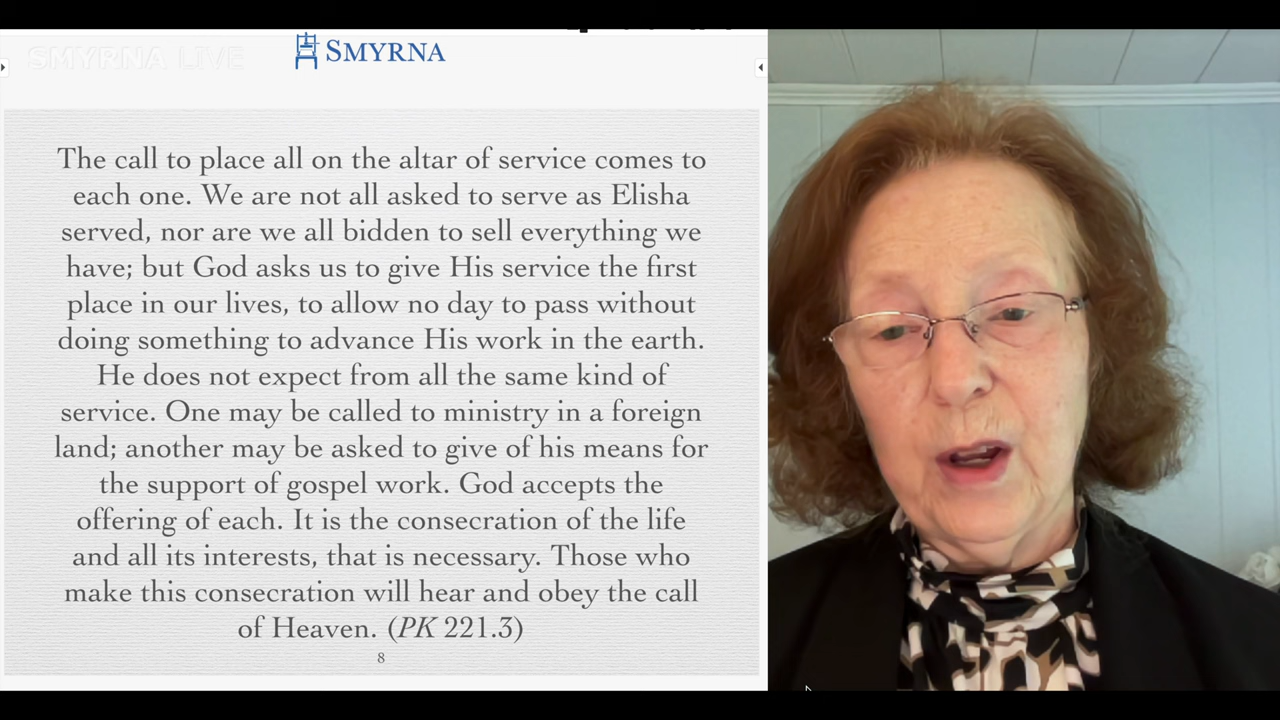 SMYRNA LIVE
SMYRNA
The call to place all on the altar of service comes to
each one. We are not all asked to serve as Elisha
served, nor are we all bidden to sell everything we
have; but God asks us to give His service the first
place in our lives, to allow no day to pass without
doing something to advance His work in the earth.
He does not expect from all the same kind of
service. One may be called to ministry in a foreign
land; another may be asked to give of his means for
the support of gospel work. God accepts the
offering of each. It is the consecration of the life
and all its interests, that is necessary. Those who
make this consecration will hear and obey the call
of Heaven. (PK 221.3)
8